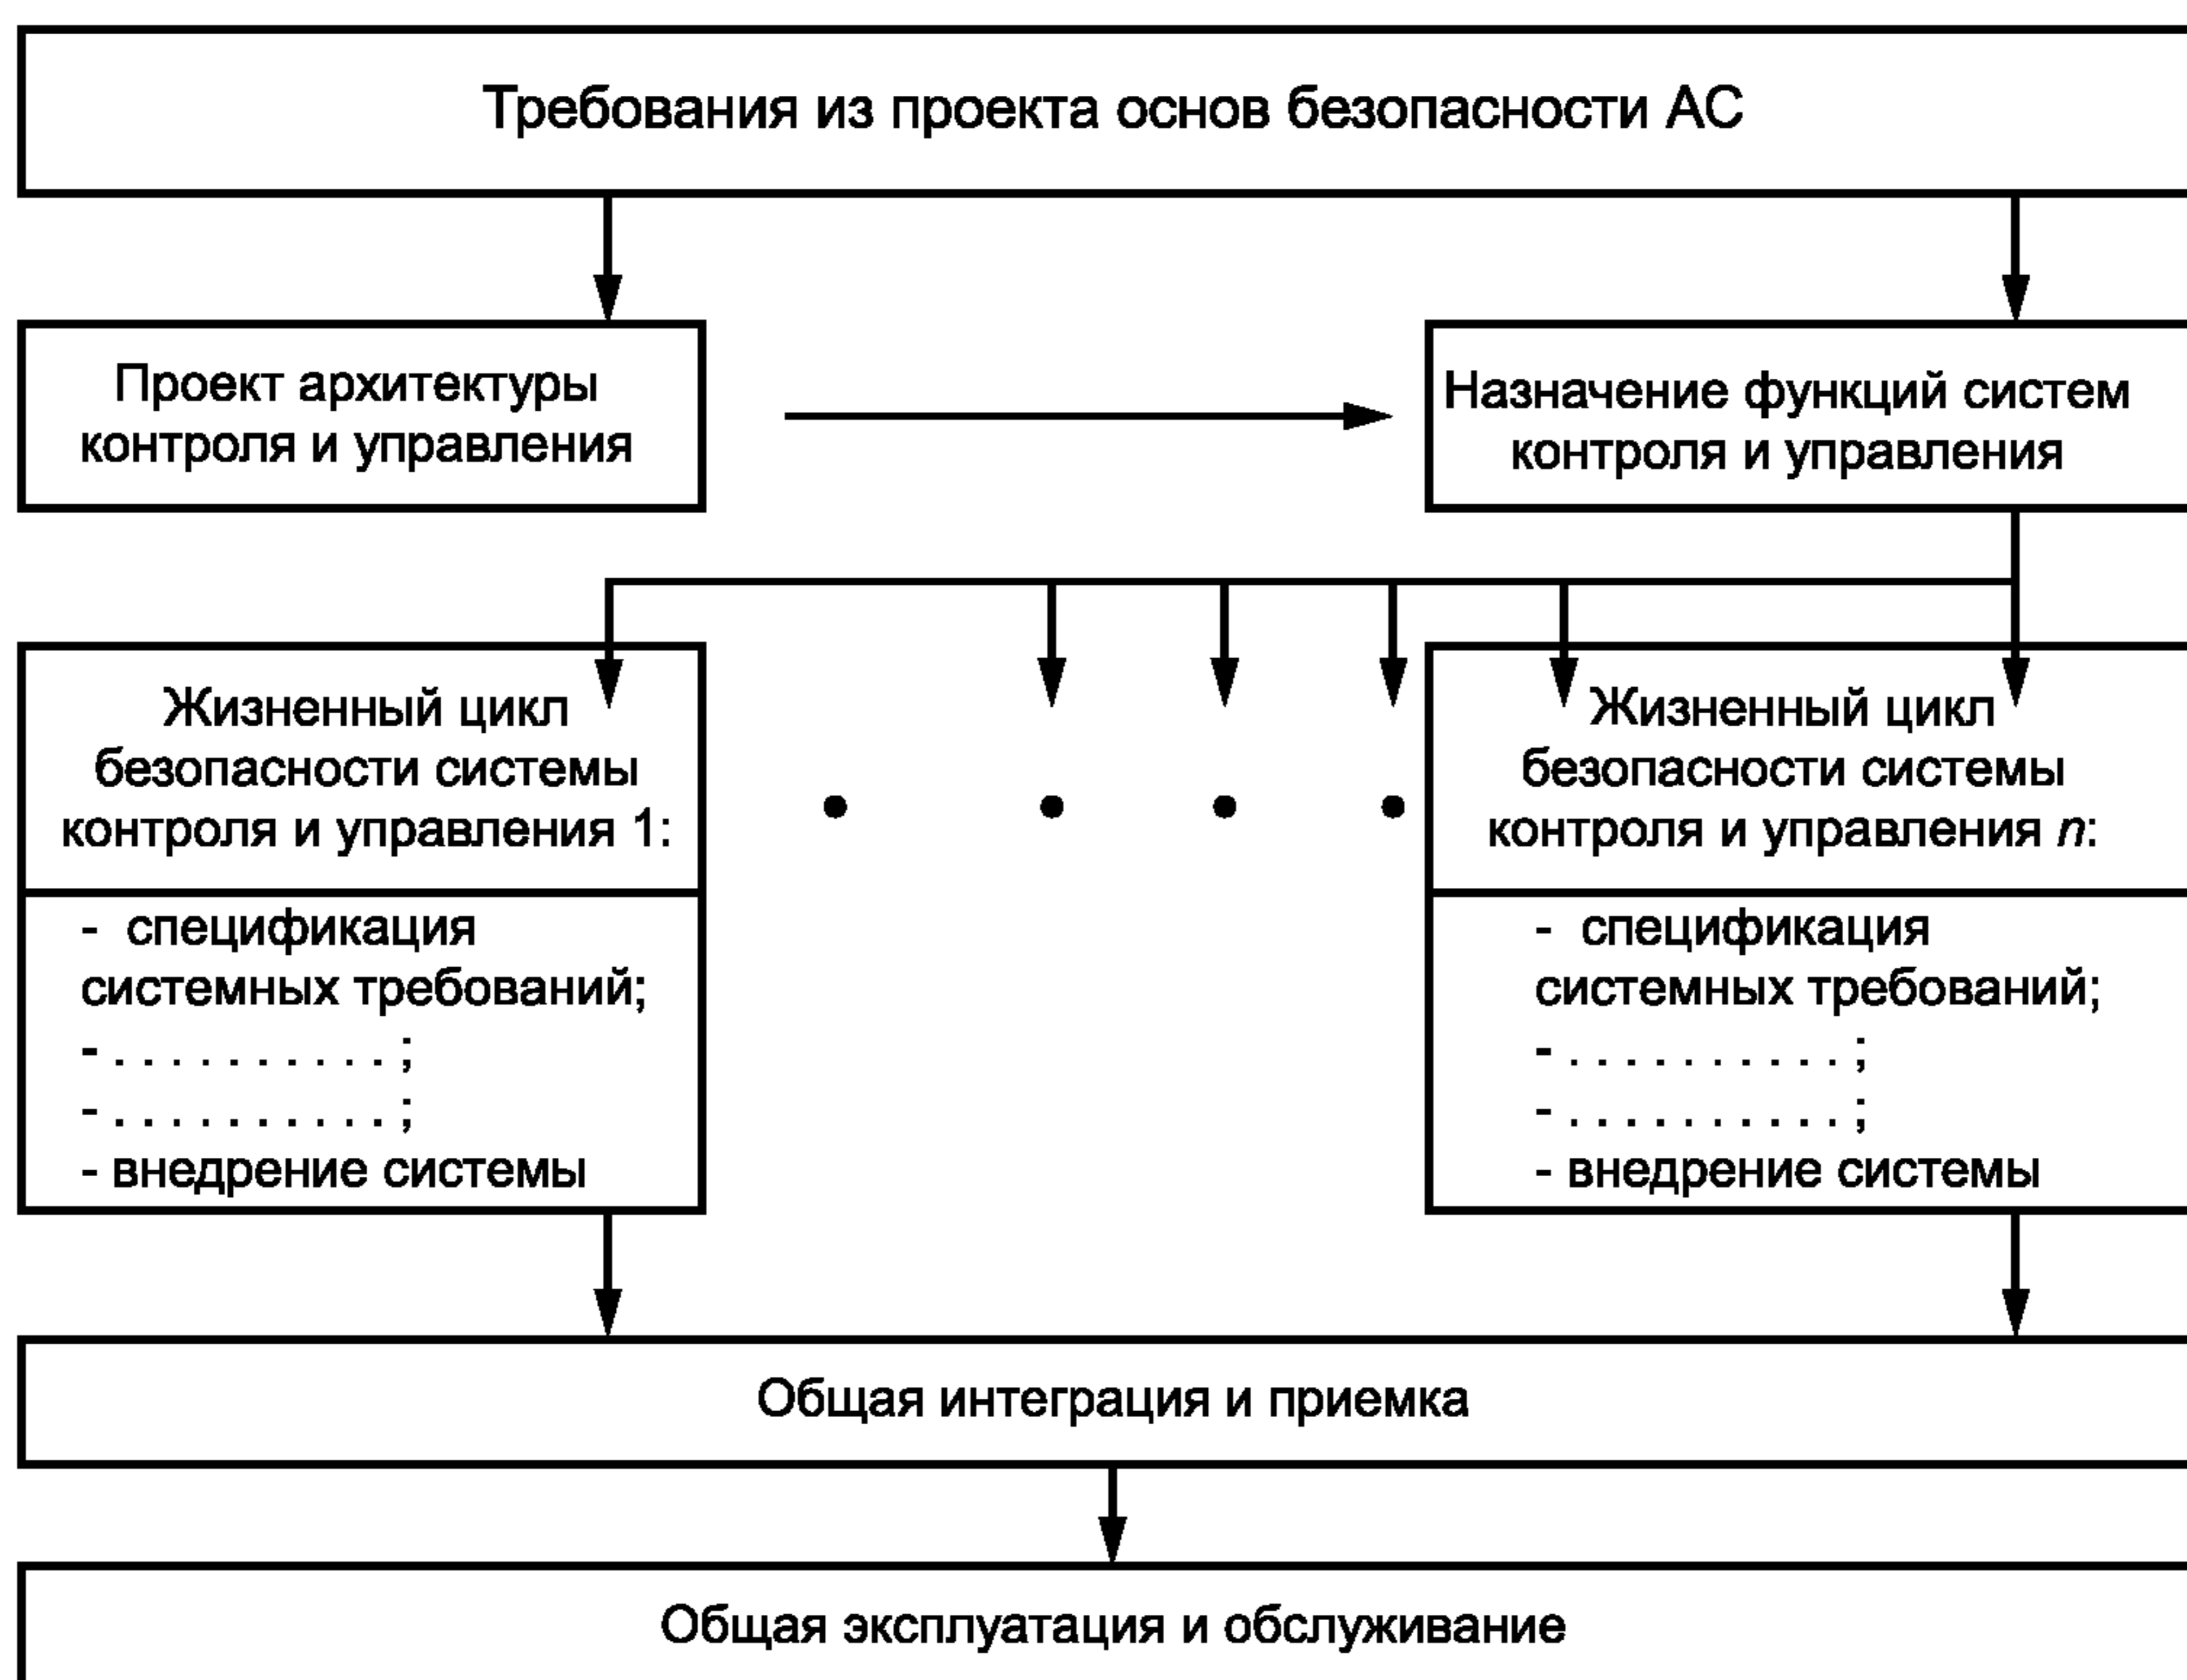 Требования из проекта основ безопасности АС
Проект архитектуры
контроля и управления
Назначение функций систем
контроля и управления
Жизненный цикл
безопасности системы
контроля и управления 1:
- спецификация
системных требований;
- . . . . . . . . . . ;
- . . . . . . . . . . ;
- внедрение системы
Жизненный цикл
безопасности системы
контроля и управления n:
- спецификация
системных требований;
- . . . . . . . . . . ;
- . . . . . . . . . . ;
- внедрение системы
Общая интеграция и приемка
Общая эксплуатация и обслуживание